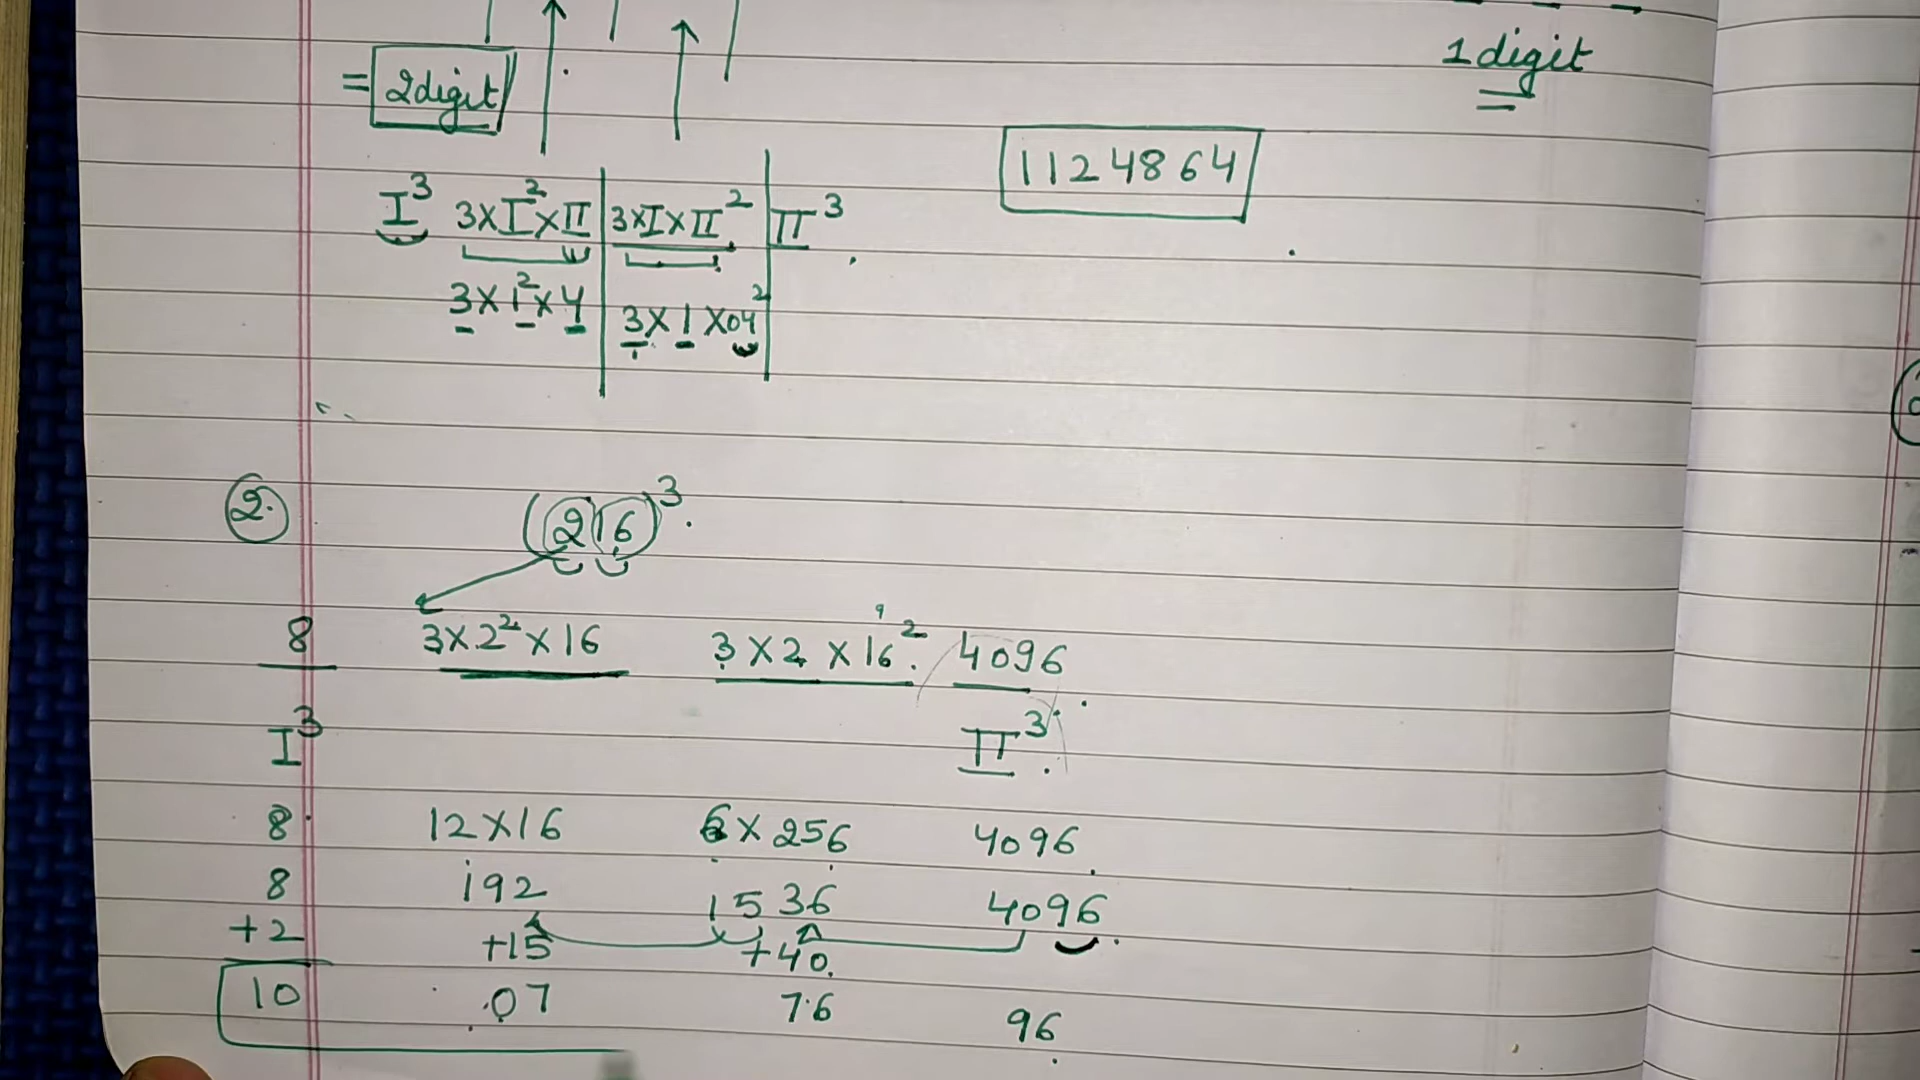 1 digit
= 2digit
1124864
I³ 3×I²×II 3×I×II² II³
3×1²×4 3×1×04²
2. (216)³.
8 3×2²×16 3×2×16². 4096
I³ II³
8 12×16 6×256 4096
8 192 1536 4096
+2 +15 +40
10 07 76 96